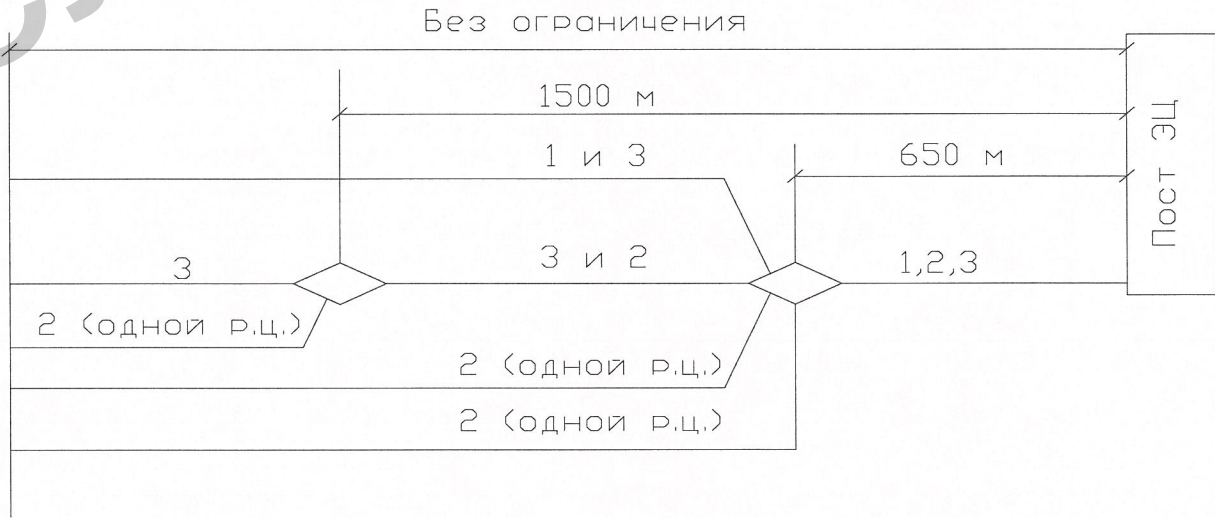 Без ограничения
1500 м
1 и 3
650 м
Пост ЭЦ
3
3 и 2
1,2,3
2 (одной р.ц.)
2 (одной р.ц.)
2 (одной р.ц.)